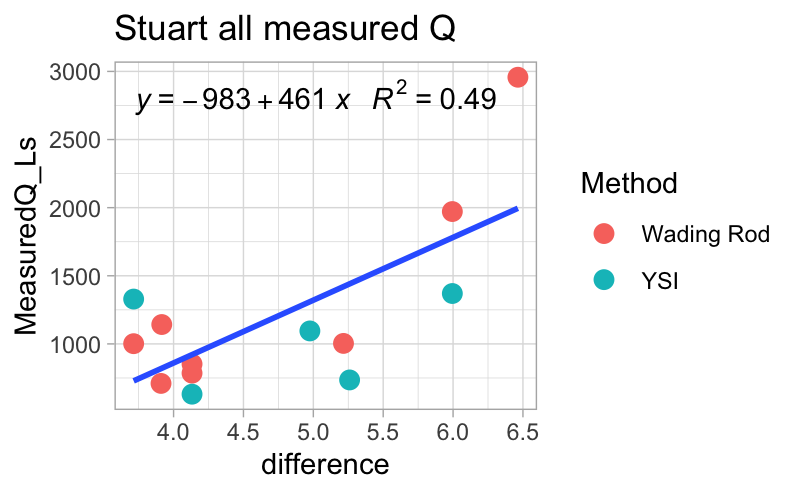 Stuart all measured Q
y = −983 + 461 x R² = 0.49
MeasuredQ_Ls
3000
2500
2000
1500
1000
4.0 4.5 5.0 5.5 6.0 6.5
difference
Method
Wading Rod
YSI